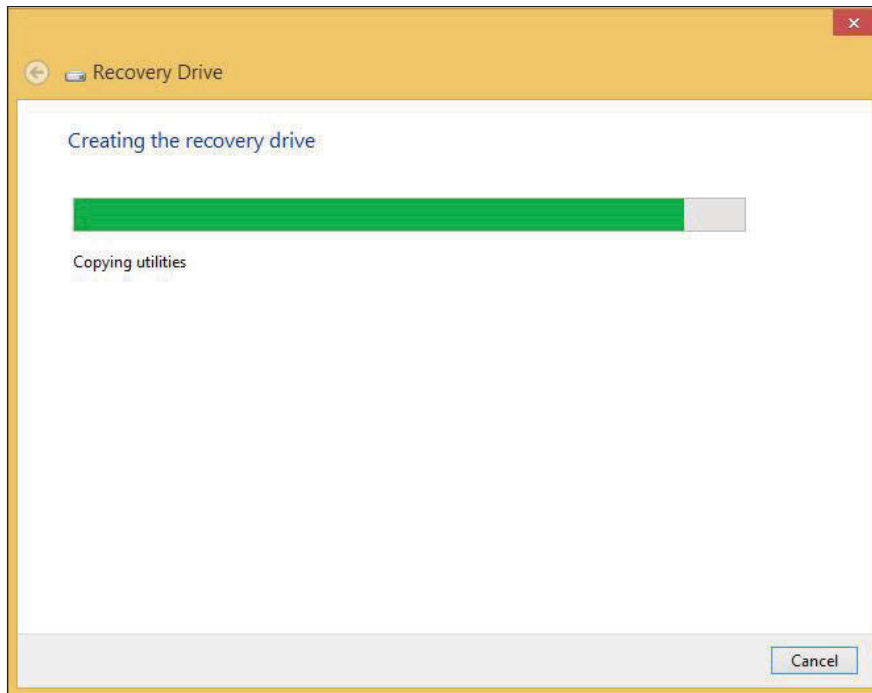 Recovery Drive
Creating the recovery drive
Copying utilities
Cancel